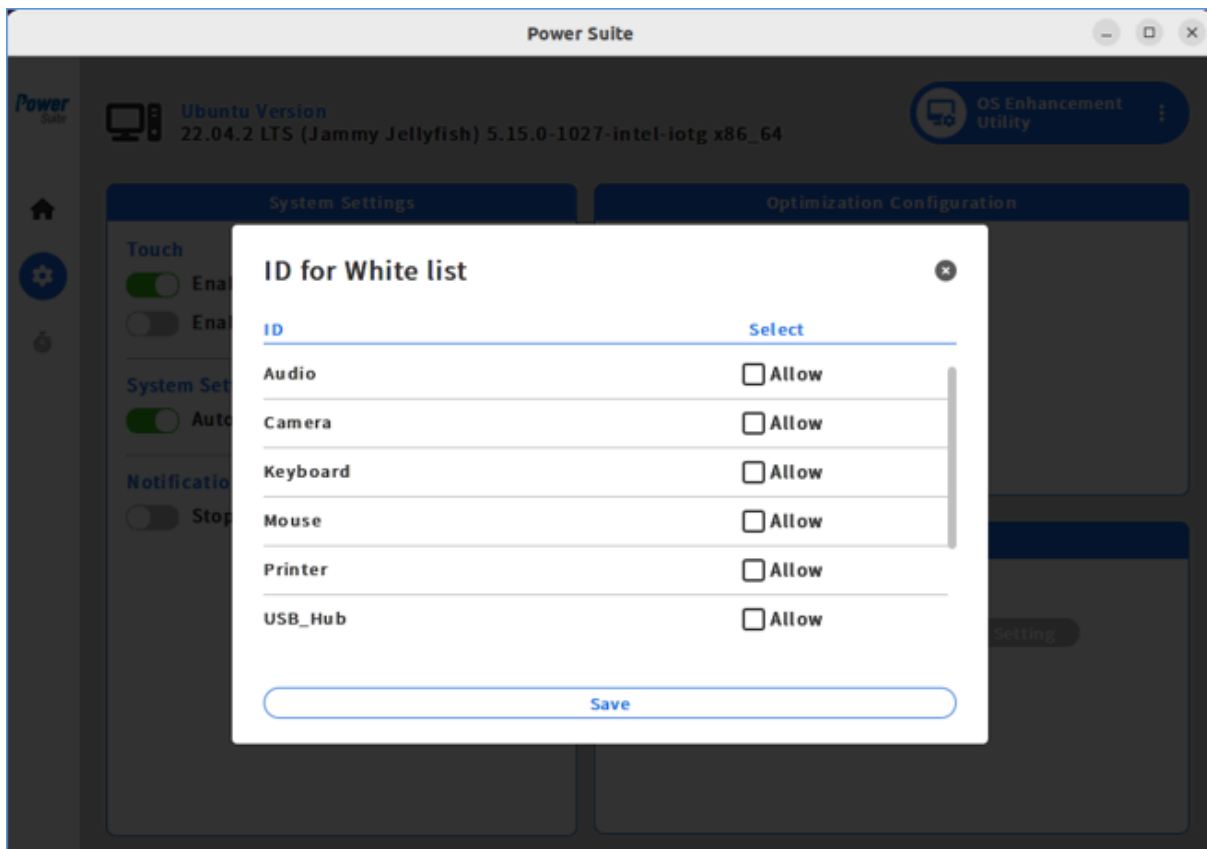 Power Suite
Power
Suite
Ubuntu Version
22.04.2 LTS (Jammy Jellyfish) 5.15.0-1027-intel-iotg x86_64
OS Enhancement
Utility
System Settings
Optimization Configuration
Touch
Enal
Enal
System Set
Auto
Notificatio
Stop
Setting
ID for White list
ID Select
Audio Allow
Camera Allow
Keyboard Allow
Mouse Allow
Printer Allow
USB_Hub Allow
Save